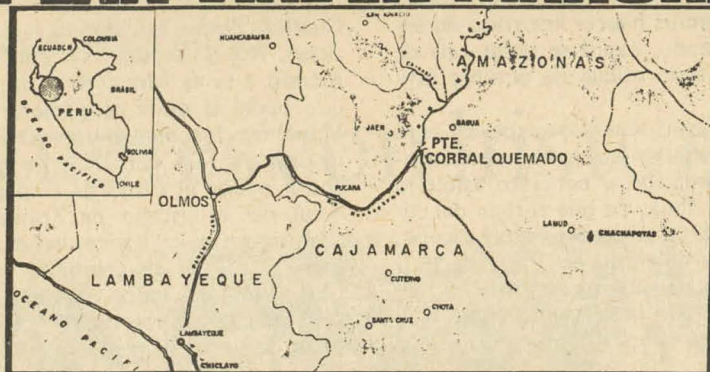 ECUADOR
COLOMBIA
PERU
BRASIL
BOLIVIA
CHILE
OCEANO PACIFICO
HUANCABAMBA
AMAZONAS
JAEN
BAGUA
PTE.
CORRAL QUEMADO
PUCARA
OLMOS
LAMUD
CHACHAPOYAS
CAJAMARCA
LAMBAYEQUE
CUTERVO
CHOTA
SANTA CRUZ
OCEANO PACIFI
LAMBAYEQUE
CHICLAYO